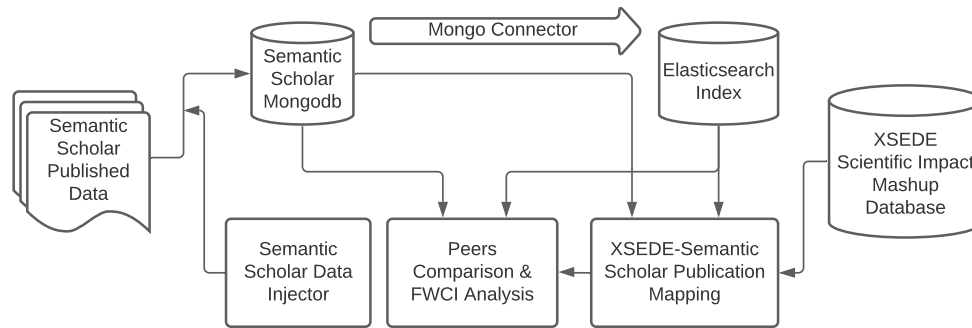 Mongo Connector
Semantic
Scholar
Mongodb
Elasticsearch
Index
Semantic
Scholar
Published
Data
XSEDE
Scientific Impact
Mashup
Database
Semantic
Scholar Data
Injector
Peers
Comparison &
FWCI Analysis
XSEDE-Semantic
Scholar Publication
Mapping